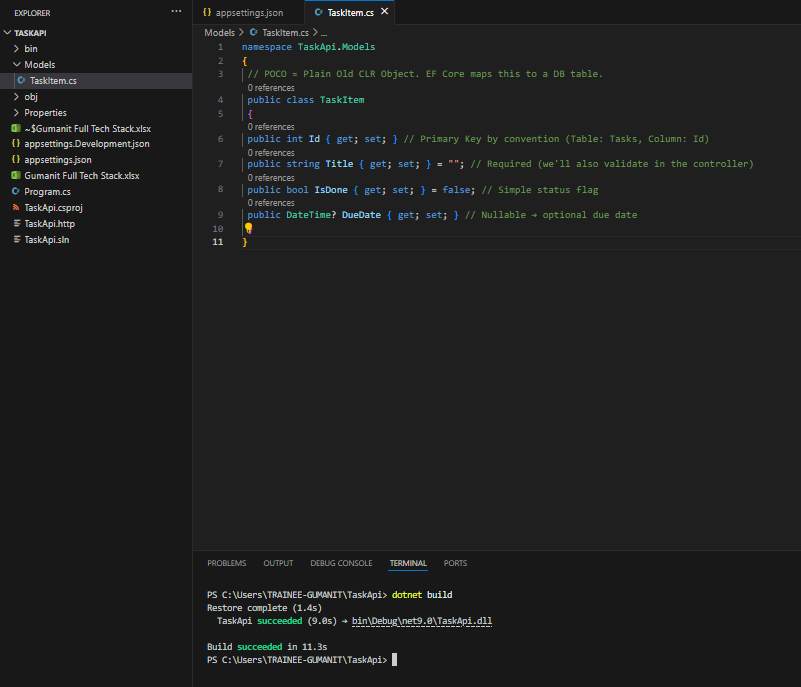 EXPLORER ···
TASKAPI
bin
Models
TaskItem.cs
obj
Properties
~$Gumanit Full Tech Stack.xlsx
appsettings.Development.json
appsettings.json
Gumanit Full Tech Stack.xlsx
Program.cs
TaskApi.csproj
TaskApi.http
TaskApi.sln
{} appsettings.json TaskItem.cs ×
Models > TaskItem.cs > ...
1 namespace TaskApi.Models
2 {
3 // POCO = Plain Old CLR Object. EF Core maps this to a DB table.
0 references
4 public class TaskItem
5 {
0 references
6 public int Id { get; set; } // Primary Key by convention (Table: Tasks, Column: Id)
0 references
7 public string Title { get; set; } = ""; // Required (we'll also validate in the controller)
0 references
8 public bool IsDone { get; set; } = false; // Simple status flag
0 references
9 public DateTime? DueDate { get; set; } // Nullable → optional due date
10
11 }
PROBLEMS OUTPUT DEBUG CONSOLE TERMINAL PORTS
PS C:\Users\TRAINEE-GUMANIT\TaskApi> dotnet build
Restore complete (1.4s)
TaskApi succeeded (9.0s) → bin\Debug\net9.0\TaskApi.dll
Build succeeded in 11.3s
PS C:\Users\TRAINEE-GUMANIT\TaskApi>